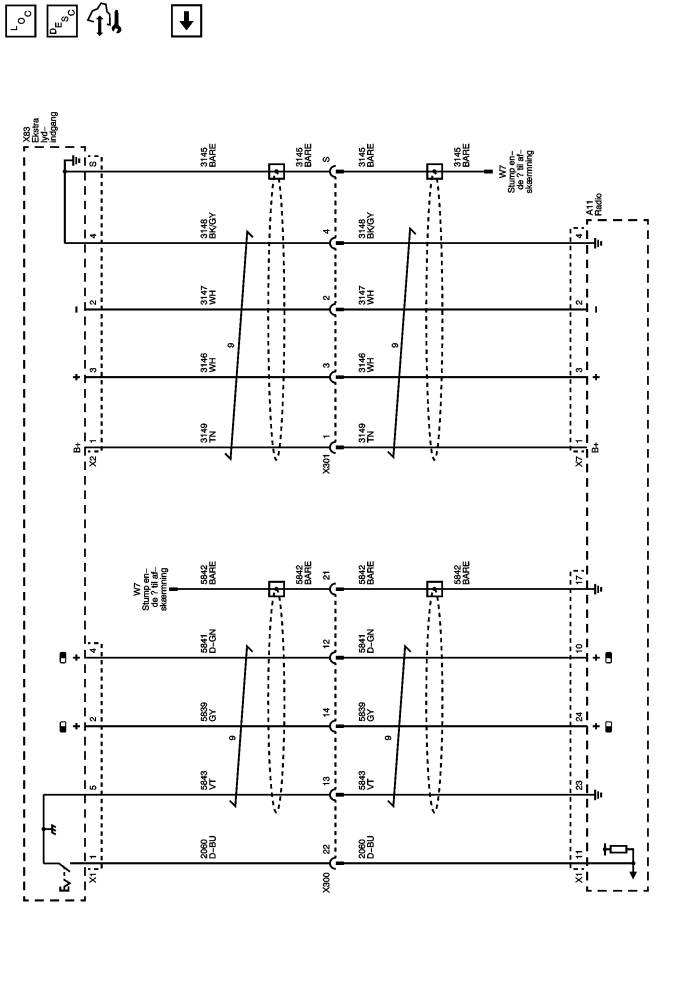 LOC
DESC
X83
Ekstra
lyd-
indgang
S
4
2
3
1
X2
-
+
B+
3145
BARE
3148
BK/GY
3147
WH
3146
WH
3149
TN
9
3145
BARE
S
4
2
3
1
X301
3145
BARE
3148
BK/GY
3147
WH
3146
WH
3149
TN
9
3145
BARE
W7
Stump en-
de ? til af-
skærmning
A11
Radio
4
2
3
1
X7
-
+
B+
W7
Stump en-
de ? til af-
skærmning
4
2
5
1
X1
+
+
5842
BARE
5841
D-GN
5839
GY
5843
VT
2060
D-BU
9
5842
BARE
21
12
14
13
22
X300
5842
BARE
5841
D-GN
5839
GY
5843
VT
2060
D-BU
9
5842
BARE
17
10
24
23
11
X1
+
+